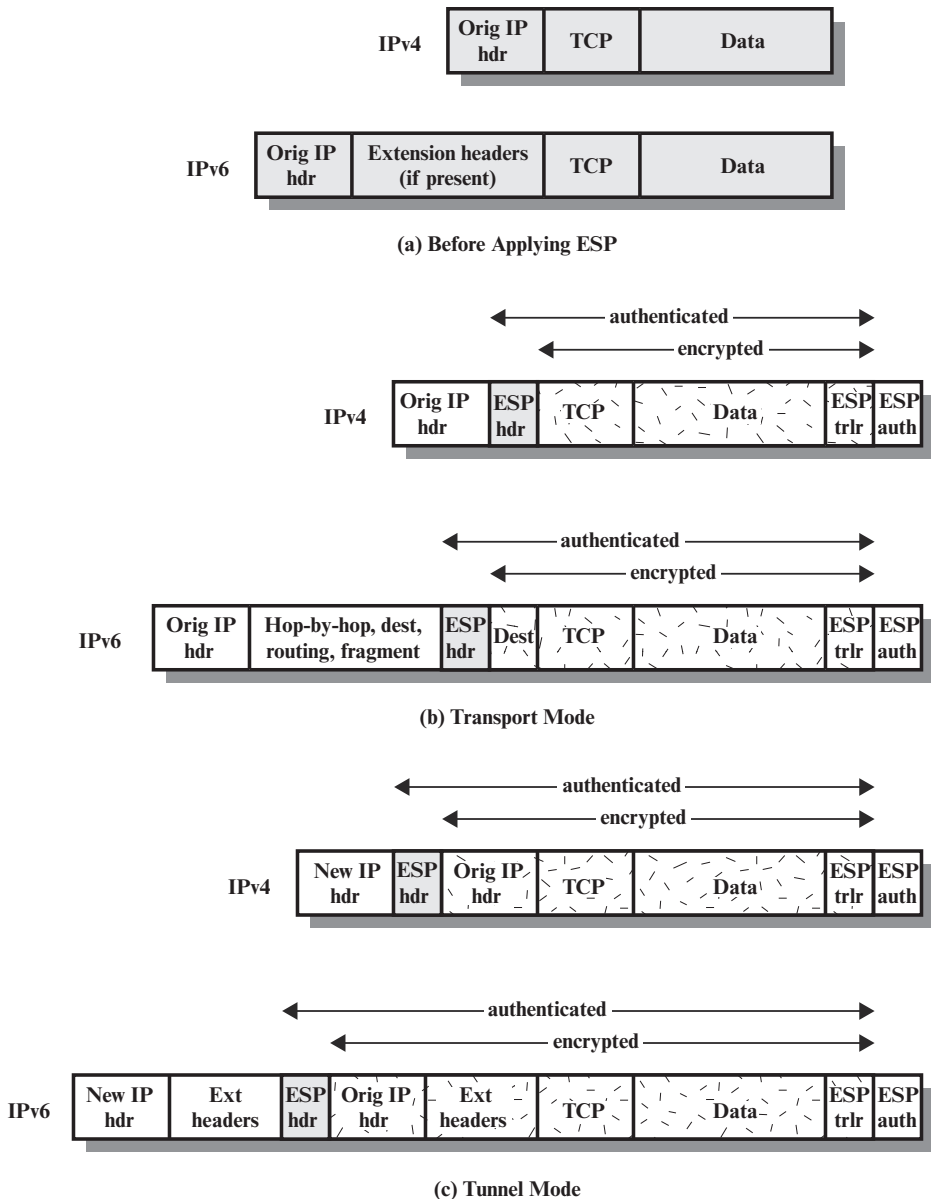 IPv4
Orig IP
hdr
TCP
Data
IPv6
Orig IP
hdr
Extension headers
(if present)
TCP
Data
(a) Before Applying ESP
authenticated
encrypted
IPv4
Orig IP
hdr
ESP
hdr
TCP
Data
ESP
trlr
ESP
auth
authenticated
encrypted
IPv6
Orig IP
hdr
Hop-by-hop, dest,
routing, fragment
ESP
hdr
Dest
TCP
Data
ESP
trlr
ESP
auth
(b) Transport Mode
authenticated
encrypted
IPv4
New IP
hdr
ESP
hdr
Orig IP
hdr
TCP
Data
ESP
trlr
ESP
auth
authenticated
encrypted
IPv6
New IP
hdr
Ext
headers
ESP
hdr
Orig IP
hdr
Ext
headers
TCP
Data
ESP
trlr
ESP
auth
(c) Tunnel Mode